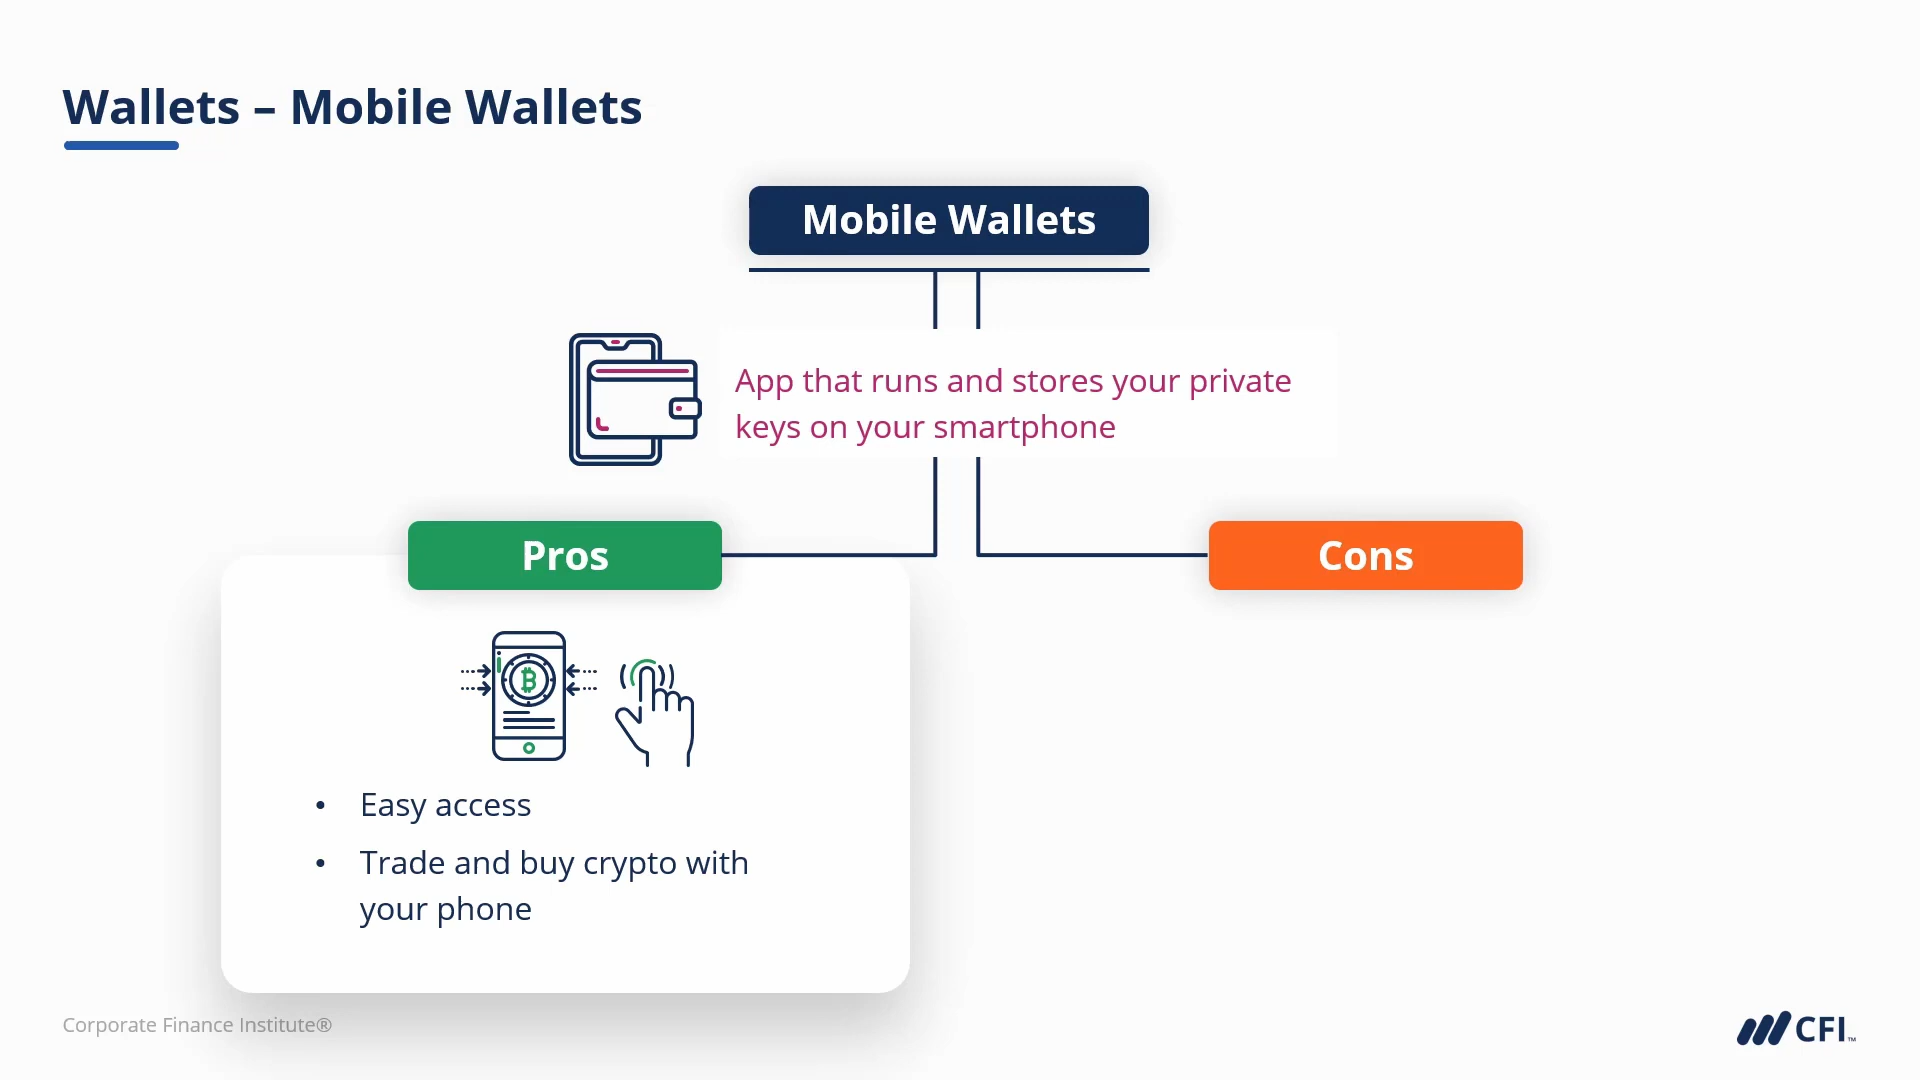 Wallets – Mobile Wallets
Mobile Wallets
App that runs and stores your private
keys on your smartphone
Pros
Cons
• Easy access
• Trade and buy crypto with
your phone
Corporate Finance Institute®
CFI™